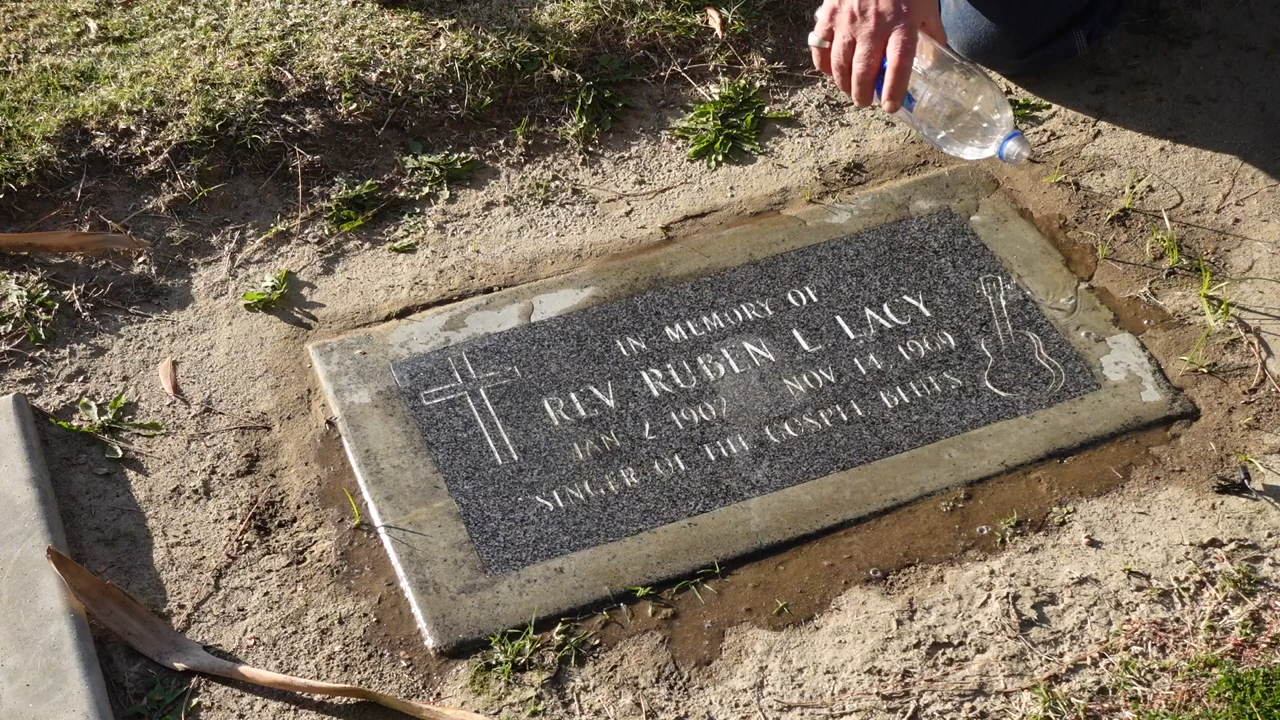 IN MEMORY OF
REV RUBEN L LACY
JAN 2 1902 NOV 14, 1969
SINGER OF THE GOSPEL BLUES